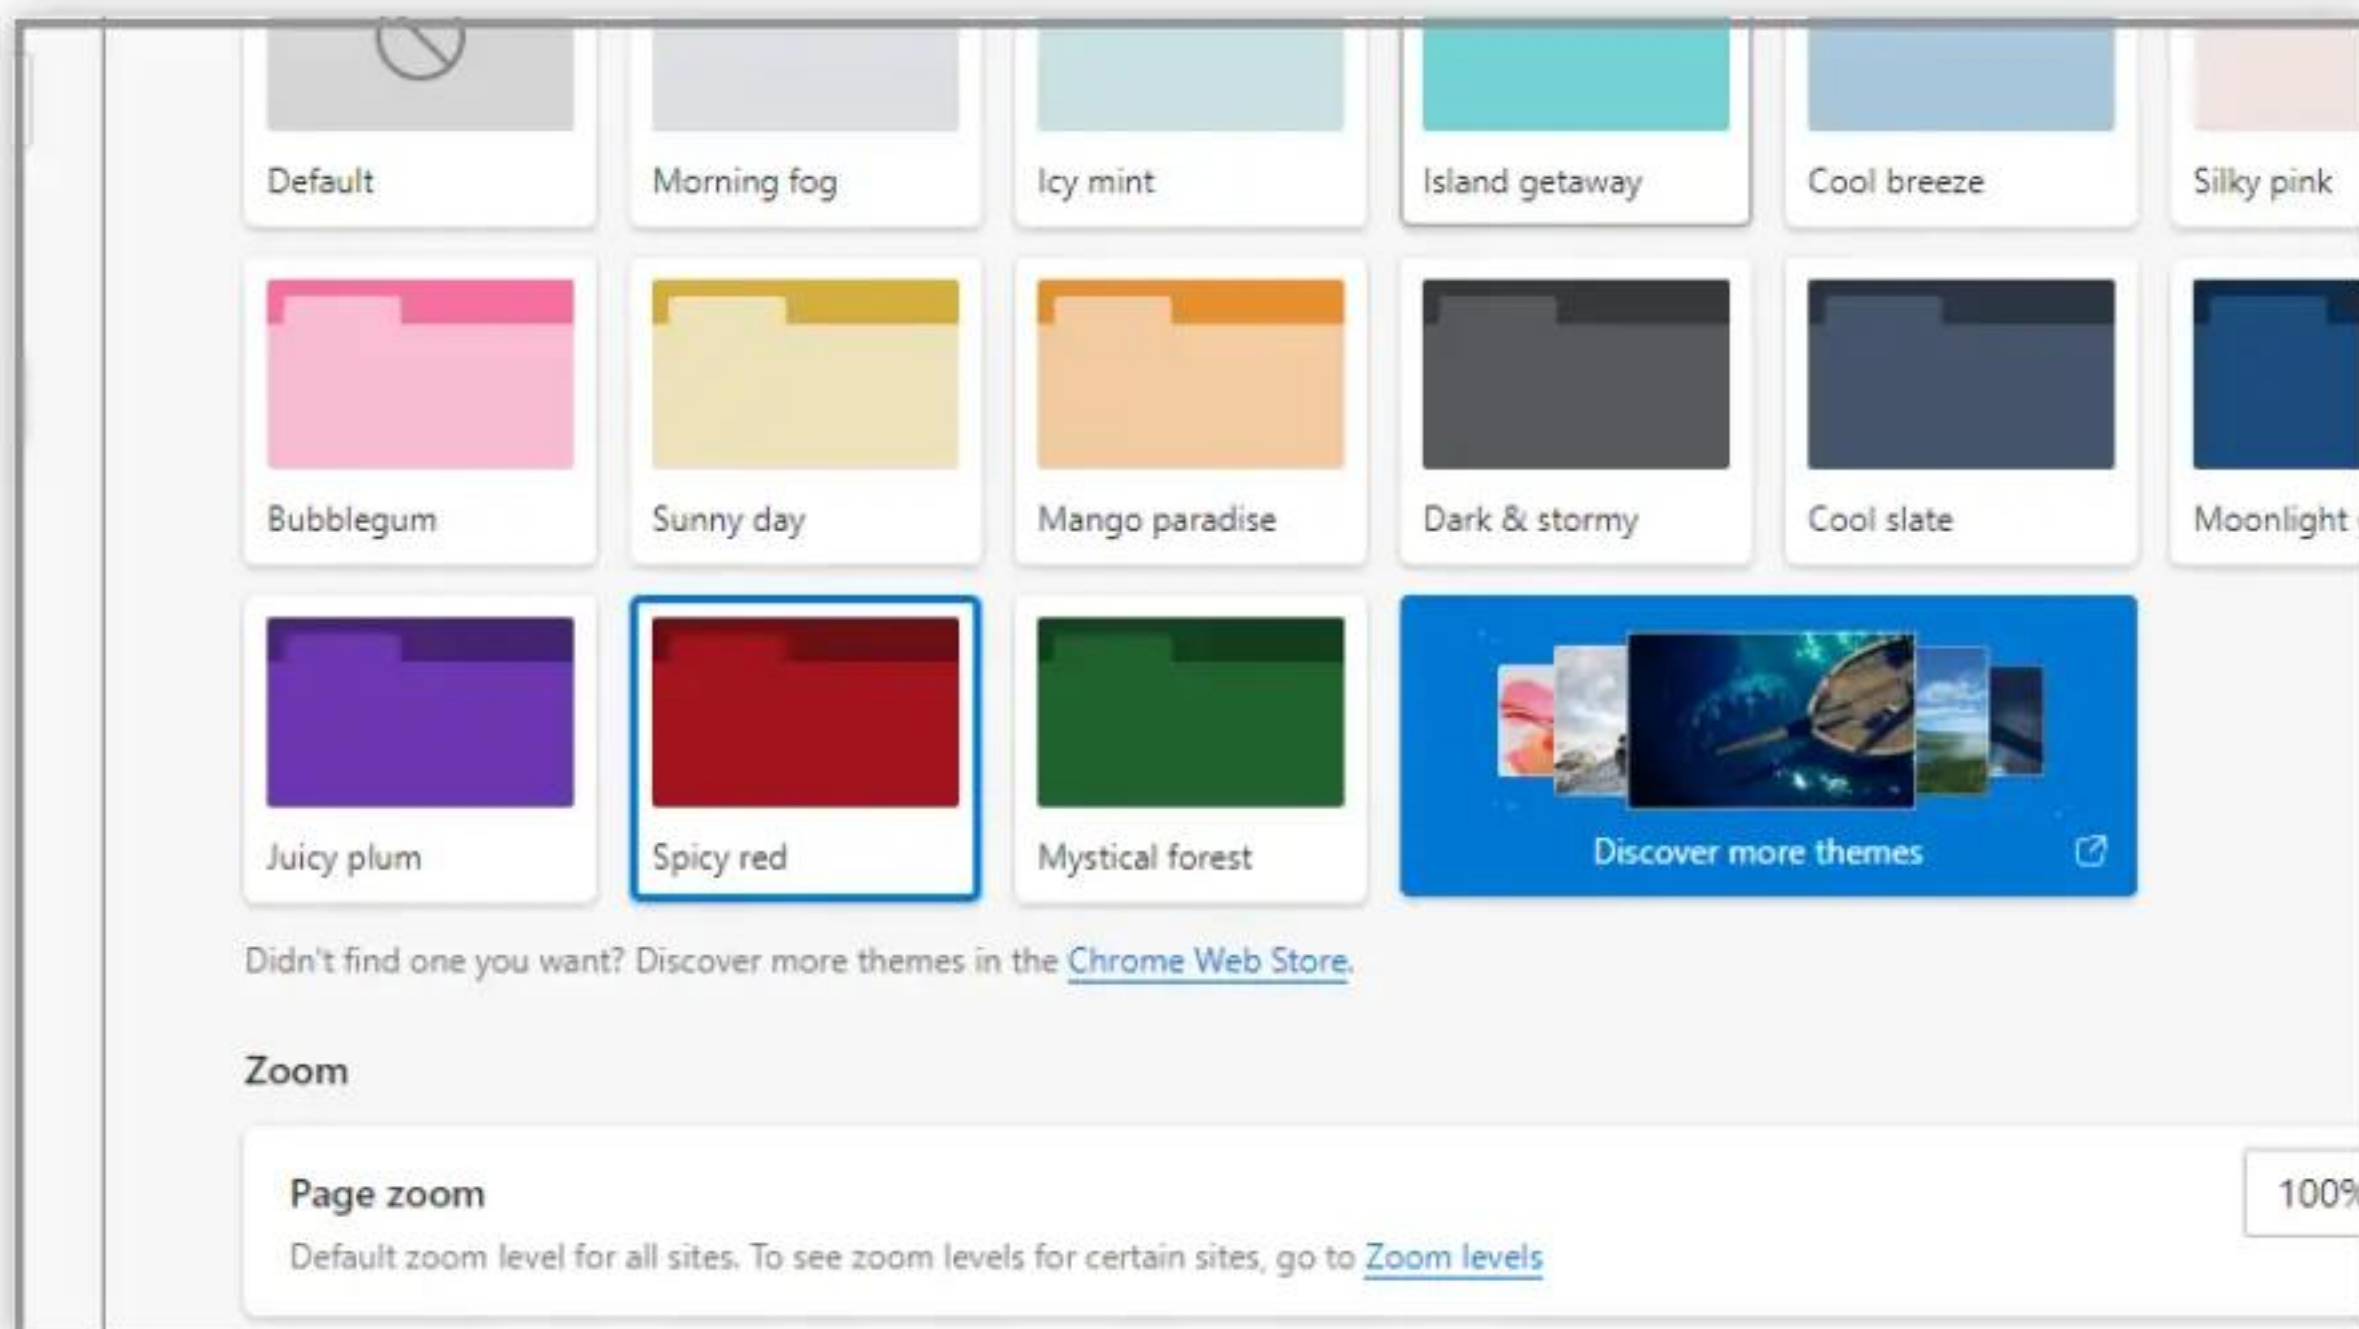 Default
Morning fog
Icy mint
Island getaway
Cool breeze
Silky pink
Bubblegum
Sunny day
Mango paradise
Dark & stormy
Cool slate
Moonlight
Juicy plum
Spicy red
Mystical forest
Discover more themes
Didn't find one you want? Discover more themes in the Chrome Web Store.
Zoom
Page zoom
100%
Default zoom level for all sites. To see zoom levels for certain sites, go to Zoom levels